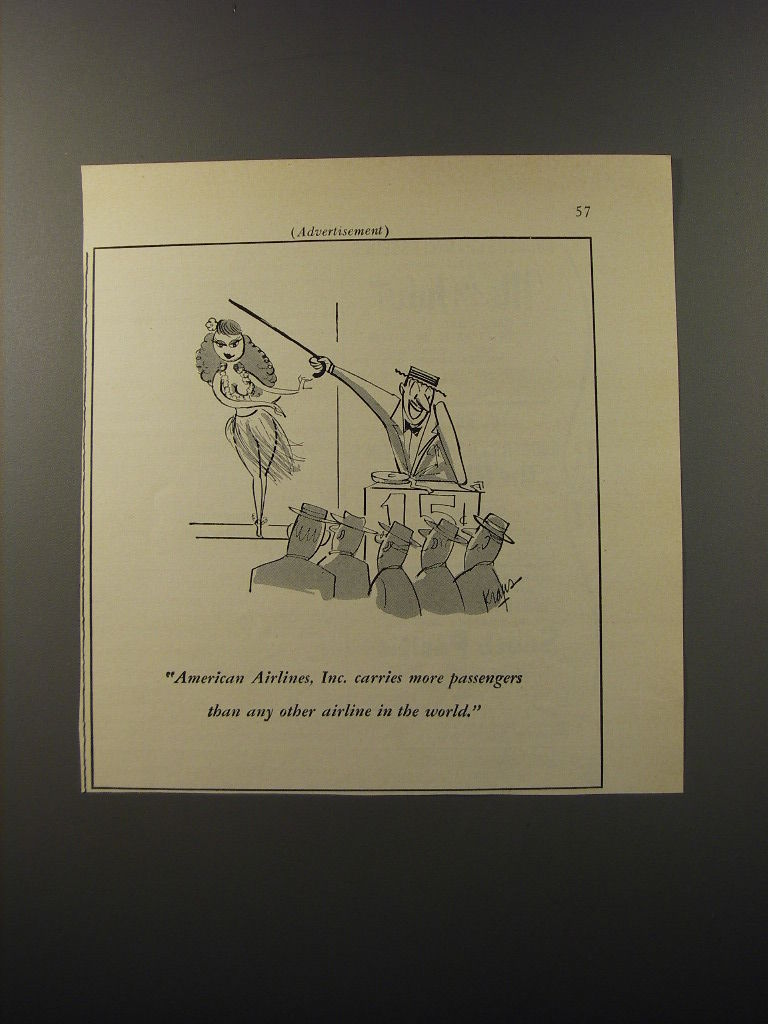 57
(Advertisement)
15¢
Kraus
"American Airlines, Inc. carries more passengers
than any other airline in the world."